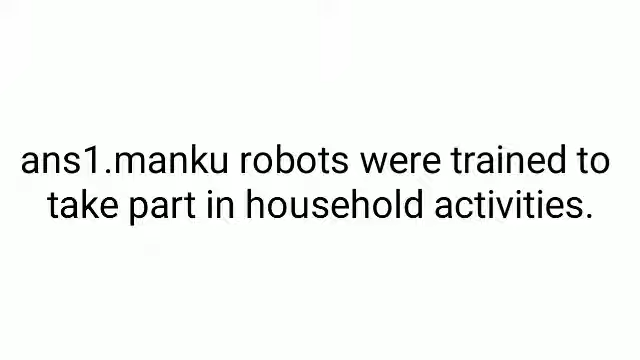 ans1.manku robots were trained to
take part in household activities.